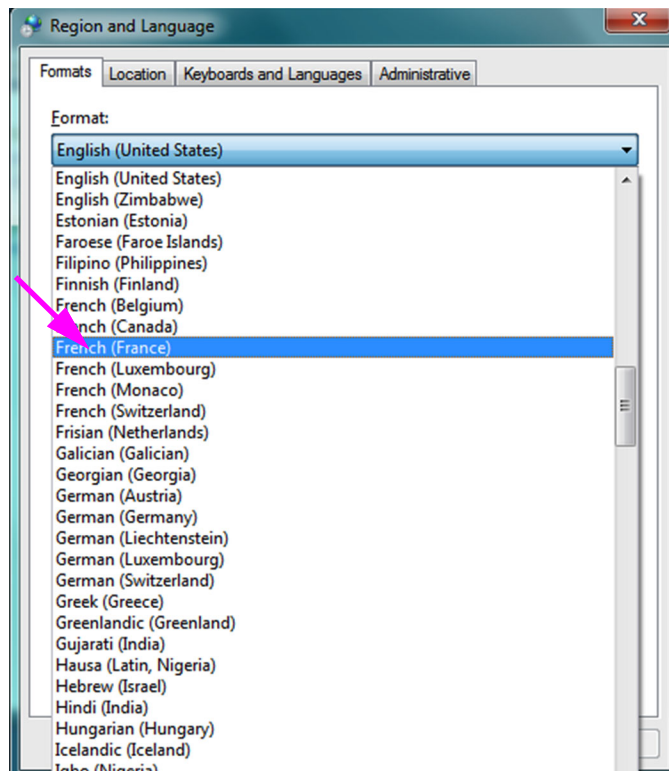 Region and Language
Formats Location Keyboards and Languages Administrative
Format:
English (United States)
English (United States)
English (Zimbabwe)
Estonian (Estonia)
Faroese (Faroe Islands)
Filipino (Philippines)
Finnish (Finland)
French (Belgium)
French (Canada)
French (France)
French (Luxembourg)
French (Monaco)
French (Switzerland)
Frisian (Netherlands)
Galician (Galician)
Georgian (Georgia)
German (Austria)
German (Germany)
German (Liechtenstein)
German (Luxembourg)
German (Switzerland)
Greek (Greece)
Greenlandic (Greenland)
Gujarati (India)
Hausa (Latin, Nigeria)
Hebrew (Israel)
Hindi (India)
Hungarian (Hungary)
Icelandic (Iceland)
Igbo (Nigeria)